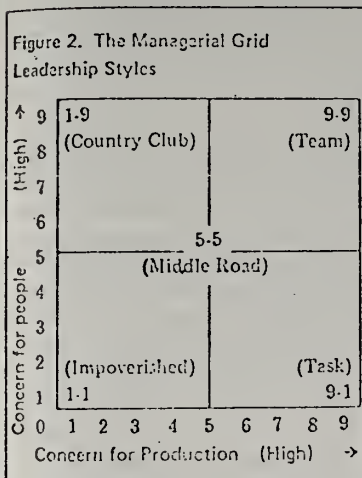 Figure 2. The Managerial Grid
Leadership Styles
↑ 9 1-9 9-9
(High) 8 (Country Club) (Team)
7
6
5-5
5 (Middle Road)
Concern for people 4
3
2 (Impoverished) (Task)
1 1-1 9-1
0 1 2 3 4 5 6 7 8 9
Concern for Production (High) →